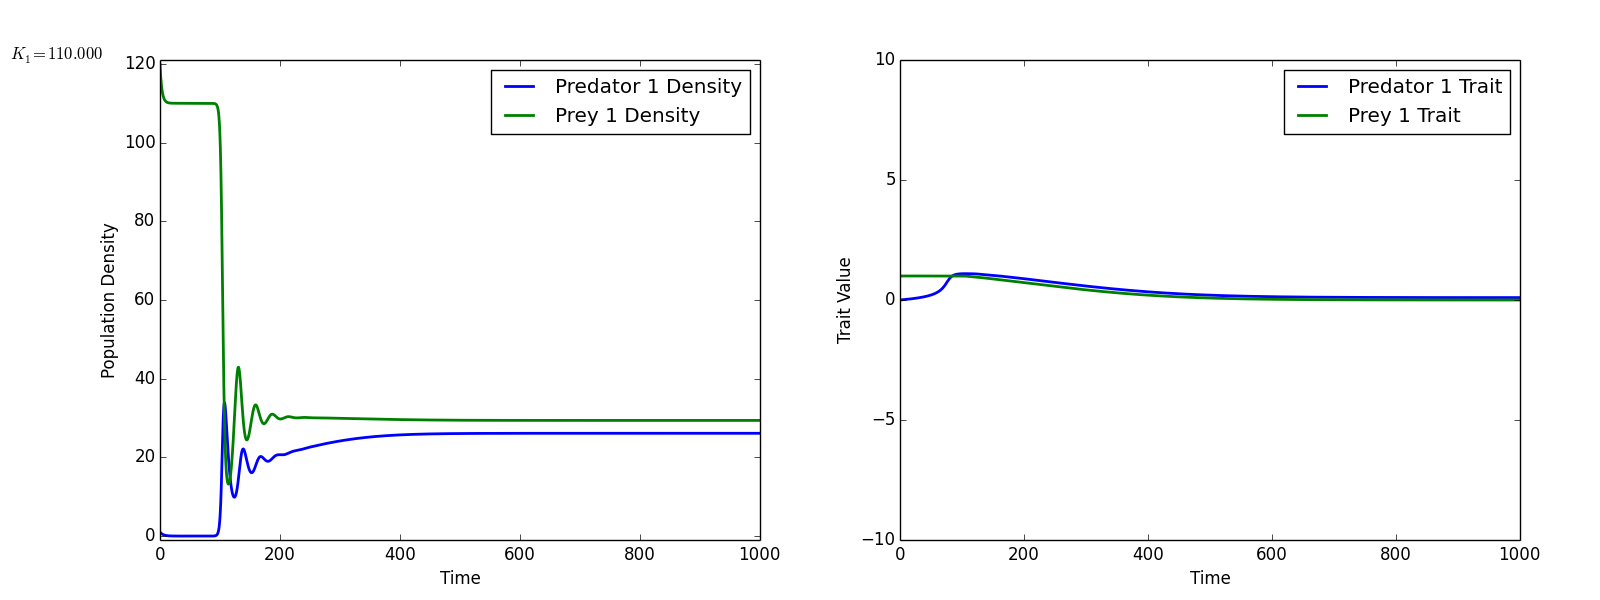 K₁=110.000
Predator 1 Density
Prey 1 Density
120
100
80
60
40
20
0
Population Density
0 200 400 600 800 1000
Time
Predator 1 Trait
Prey 1 Trait
10
5
0
−5
−10
Trait Value
0 200 400 600 800 1000
Time